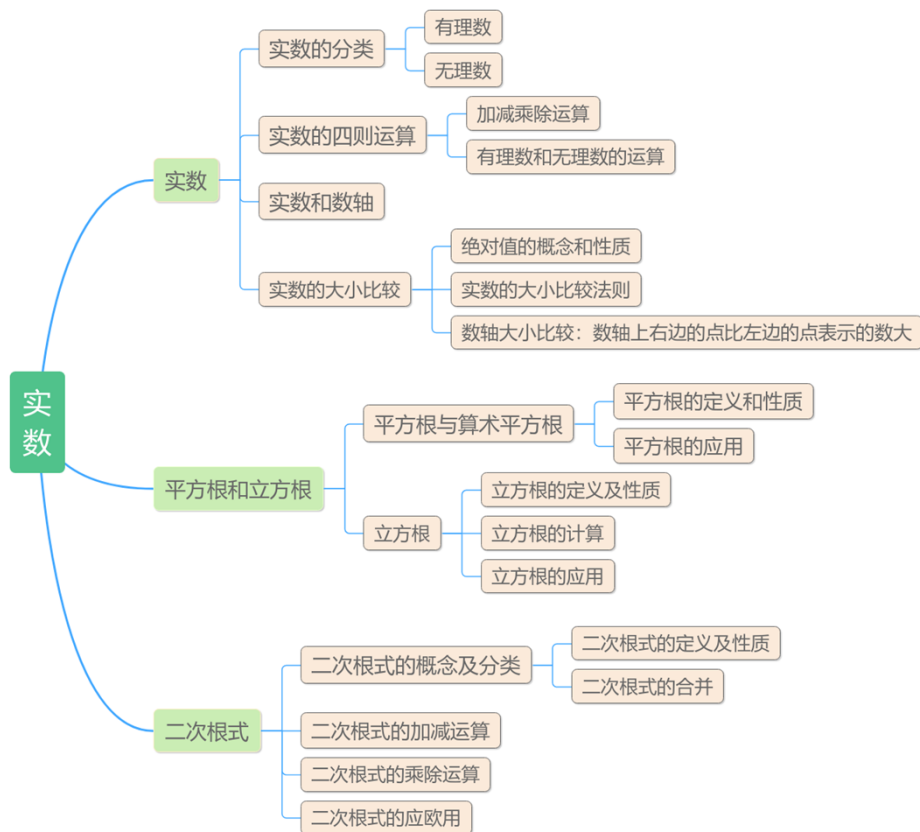 实
数
实数
实数的分类
有理数
无理数
实数的四则运算
加减乘除运算
有理数和无理数的运算
实数和数轴
实数的大小比较
绝对值的概念和性质
实数的大小比较法则
数轴大小比较：数轴上右边的点比左边的点表示的数大
平方根和立方根
平方根与算术平方根
平方根的定义和性质
平方根的应用
立方根
立方根的定义及性质
立方根的计算
立方根的应用
二次根式
二次根式的概念及分类
二次根式的定义及性质
二次根式的合并
二次根式的加减运算
二次根式的乘除运算
二次根式的应欧用